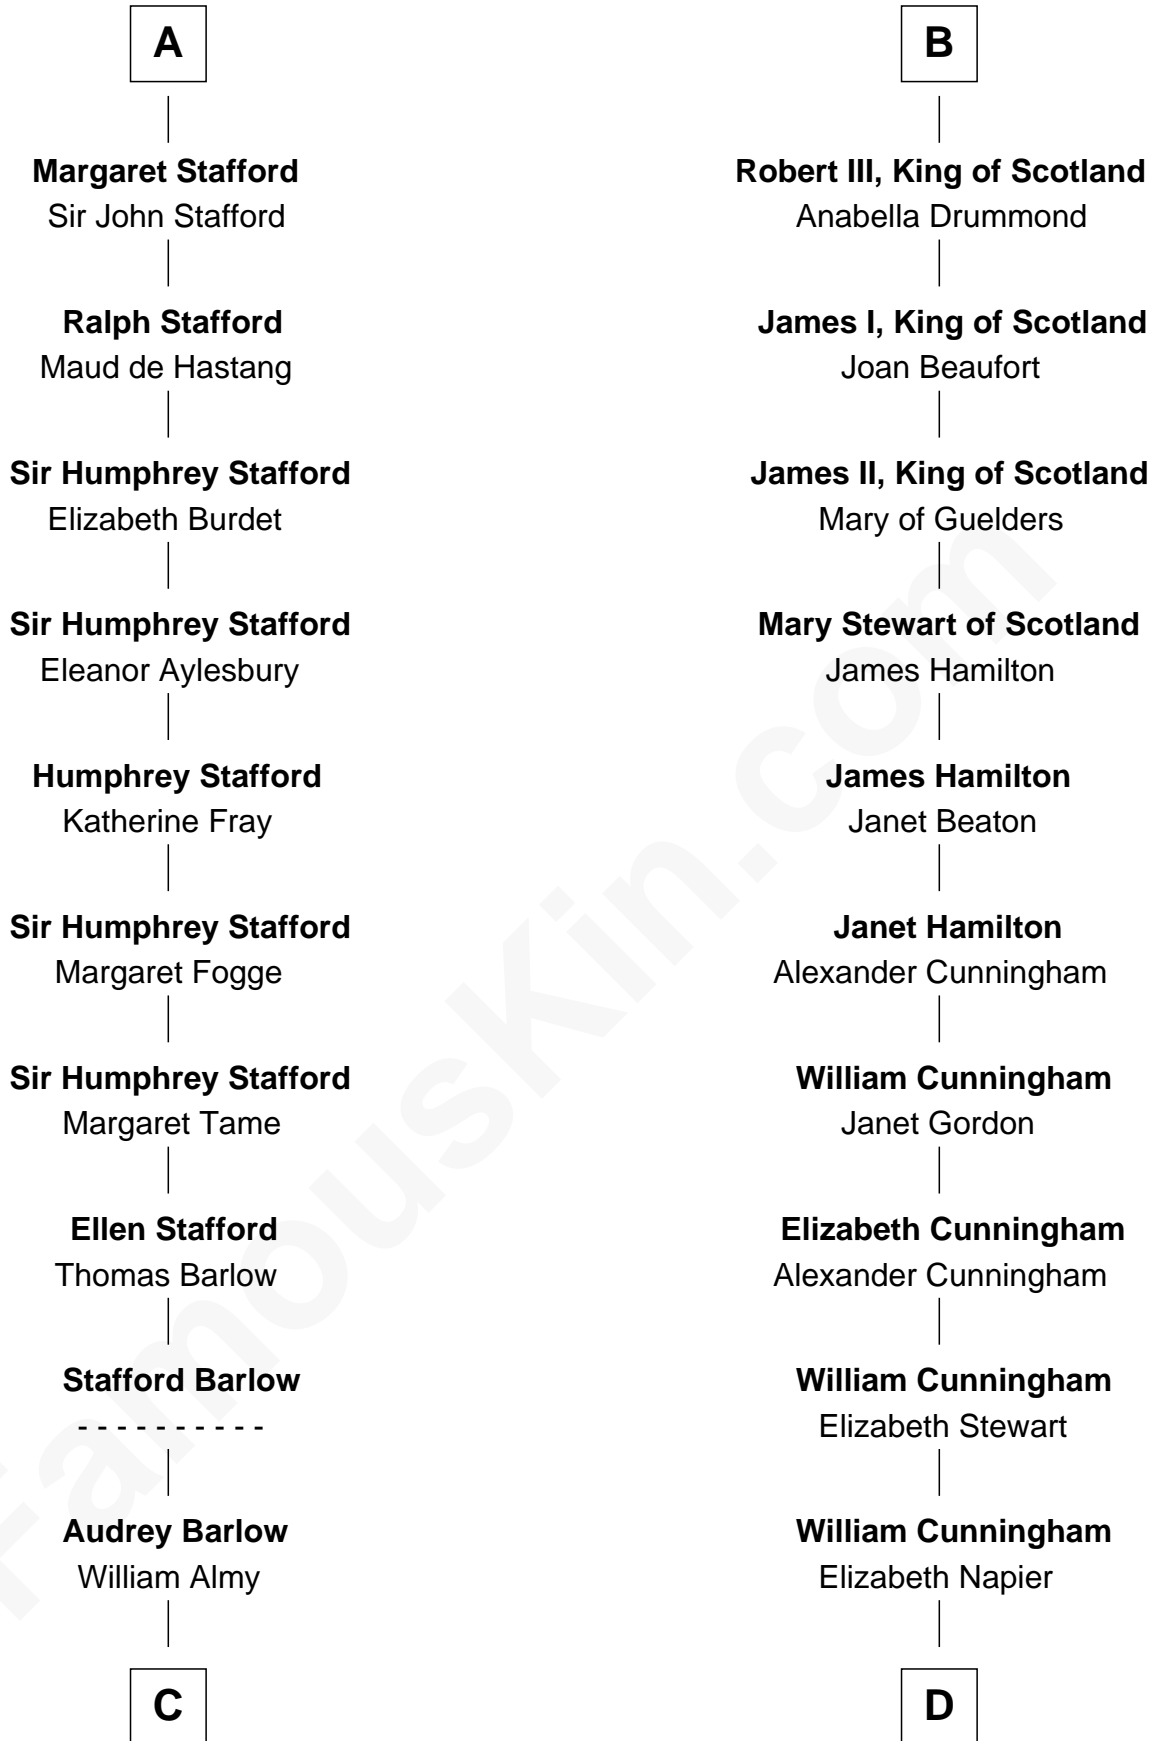 A
Margaret Stafford
Sir John Stafford
Ralph Stafford
Maud de Hastang
Sir Humphrey Stafford
Elizabeth Burdet
Sir Humphrey Stafford
Eleanor Aylesbury
Humphrey Stafford
Katherine Fray
Sir Humphrey Stafford
Margaret Fogge
Sir Humphrey Stafford
Margaret Tame
Ellen Stafford
Thomas Barlow
Stafford Barlow
- - - - - - - - - -
Audrey Barlow
William Almy
C
B
Robert III, King of Scotland
Anabella Drummond
James I, King of Scotland
Joan Beaufort
James II, King of Scotland
Mary of Guelders
Mary Stewart of Scotland
James Hamilton
James Hamilton
Janet Beaton
Janet Hamilton
Alexander Cunningham
William Cunningham
Janet Gordon
Elizabeth Cunningham
Alexander Cunningham
William Cunningham
Elizabeth Stewart
William Cunningham
Elizabeth Napier
D
FamousKin.com